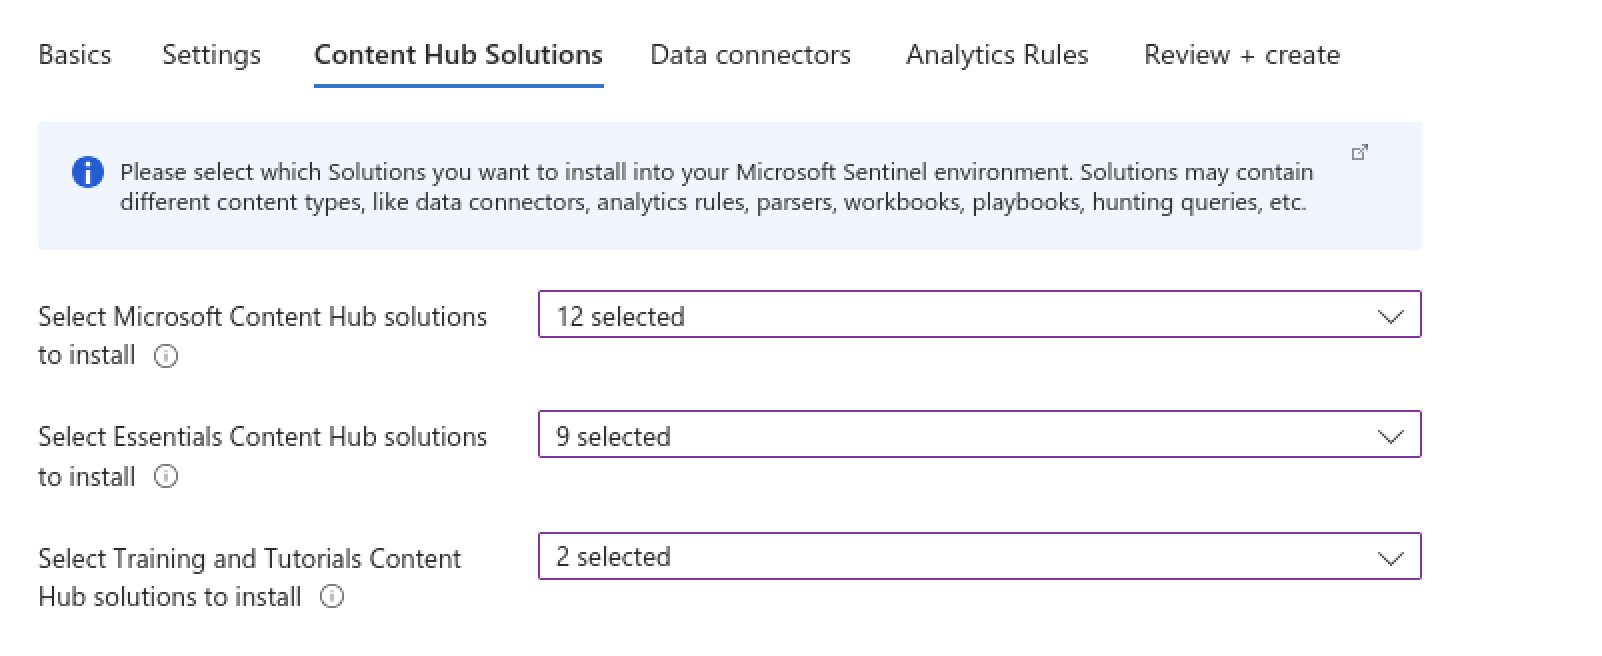 Basics Settings Content Hub Solutions Data connectors Analytics Rules Review + create
Please select which Solutions you want to install into your Microsoft Sentinel environment. Solutions may contain
different content types, like data connectors, analytics rules, parsers, workbooks, playbooks, hunting queries, etc.
Select Microsoft Content Hub solutions
to install
12 selected
Select Essentials Content Hub solutions
to install
9 selected
Select Training and Tutorials Content
Hub solutions to install
2 selected